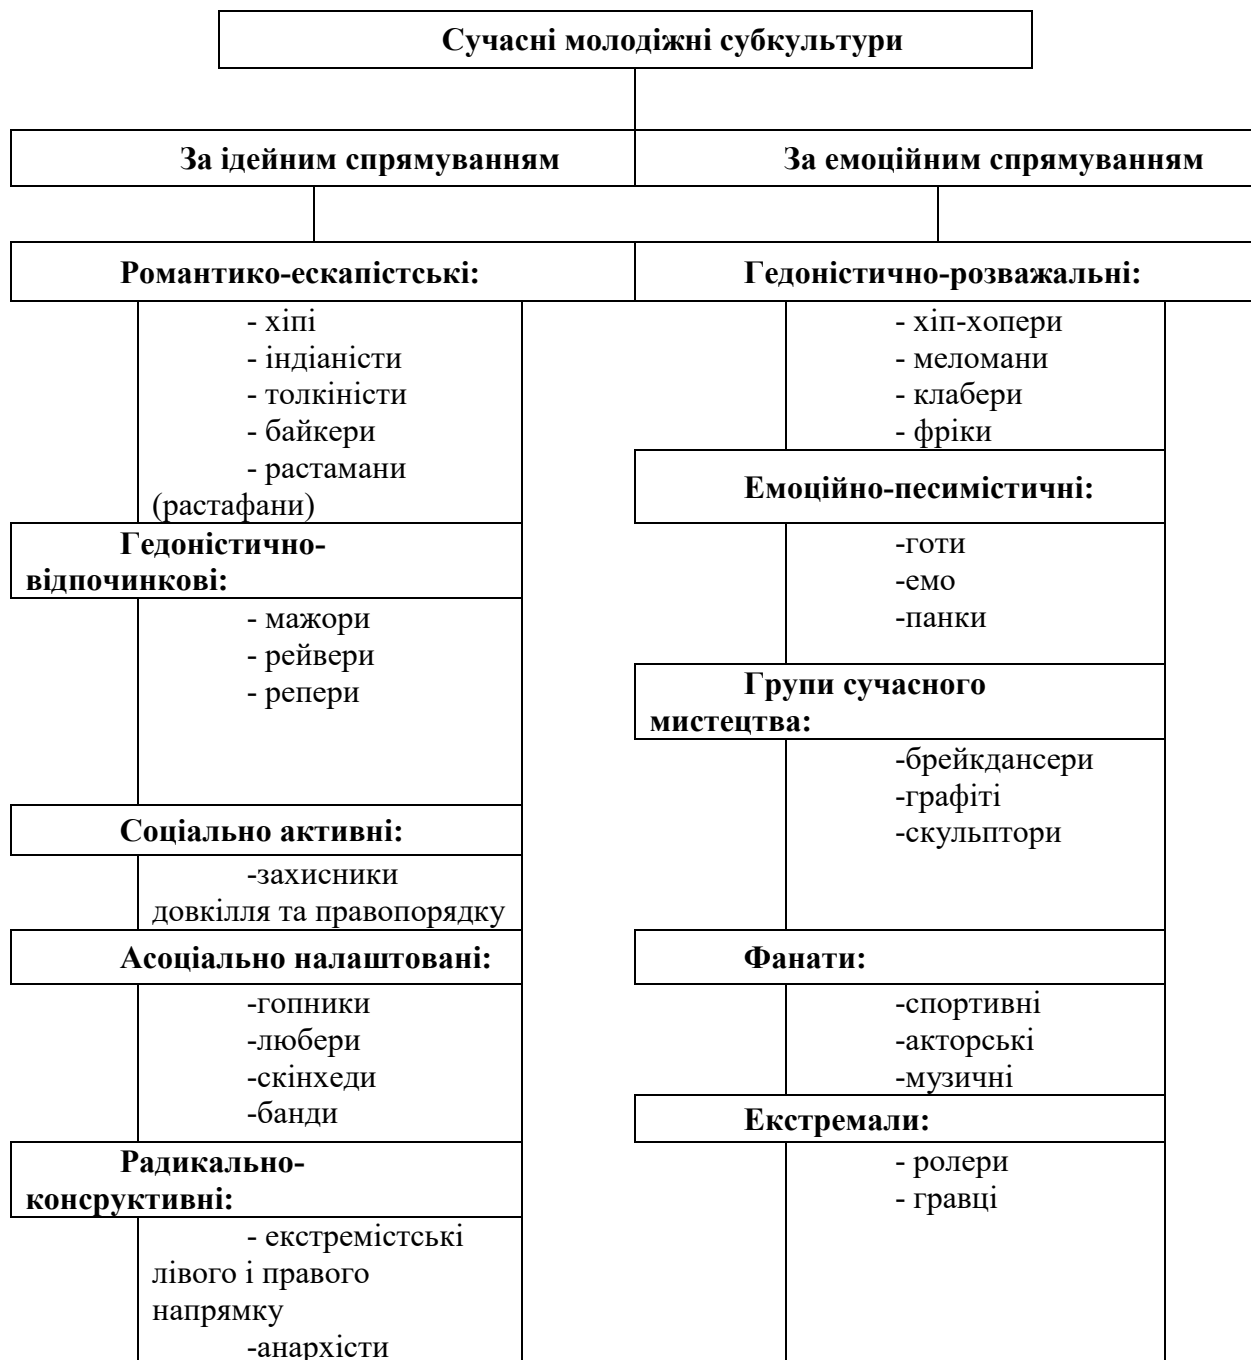 Сучасні молодіжні субкультури
За ідейним спрямуванням
За емоційним спрямуванням
Романтико-ескапістські:
- хіпі
- індіаністи
- толкіністи
- байкери
- растамани
(растафани)
Гедоністично-
відпочинкові:
- мажори
- рейвери
- репери
Соціально активні:
-захисники
довкілля та правопорядку
Асоціально налаштовані:
-гопники
-любери
-скінхеди
-банди
Радикально-
консруктивні:
- екстремістські
лівого і правого
напрямку
-анархісти
Гедоністично-розважальні:
- хіп-хопери
- меломани
- клабери
- фріки
Емоційно-песимістичні:
-готи
-емо
-панки
Групи сучасного
мистецтва:
-брейкдансери
-графіті
-скульптори
Фанати:
-спортивні
-акторські
-музичні
Екстремали:
- ролери
- гравці